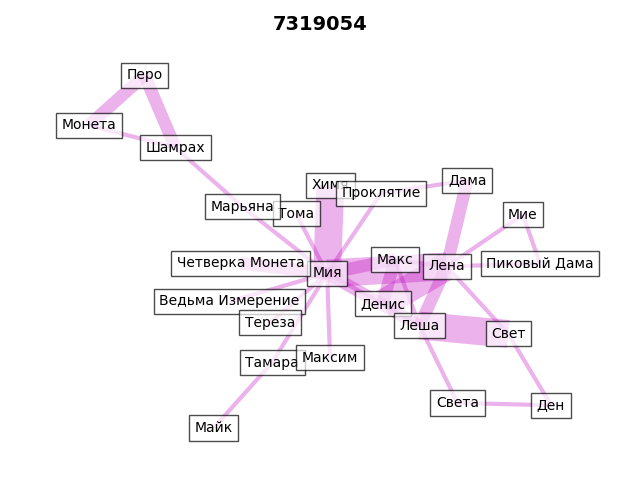 7319054
Перо
Монета
Шамрах
Дама
Проклятие
Марьяна
Тома
Мие
Четверка Монета
Мия
Макс
Лена
Пиковый Дама
Ведьма Измерение
Денис
Тереза
Леша
Свет
Тамара
Максим
Света
Ден
Майк